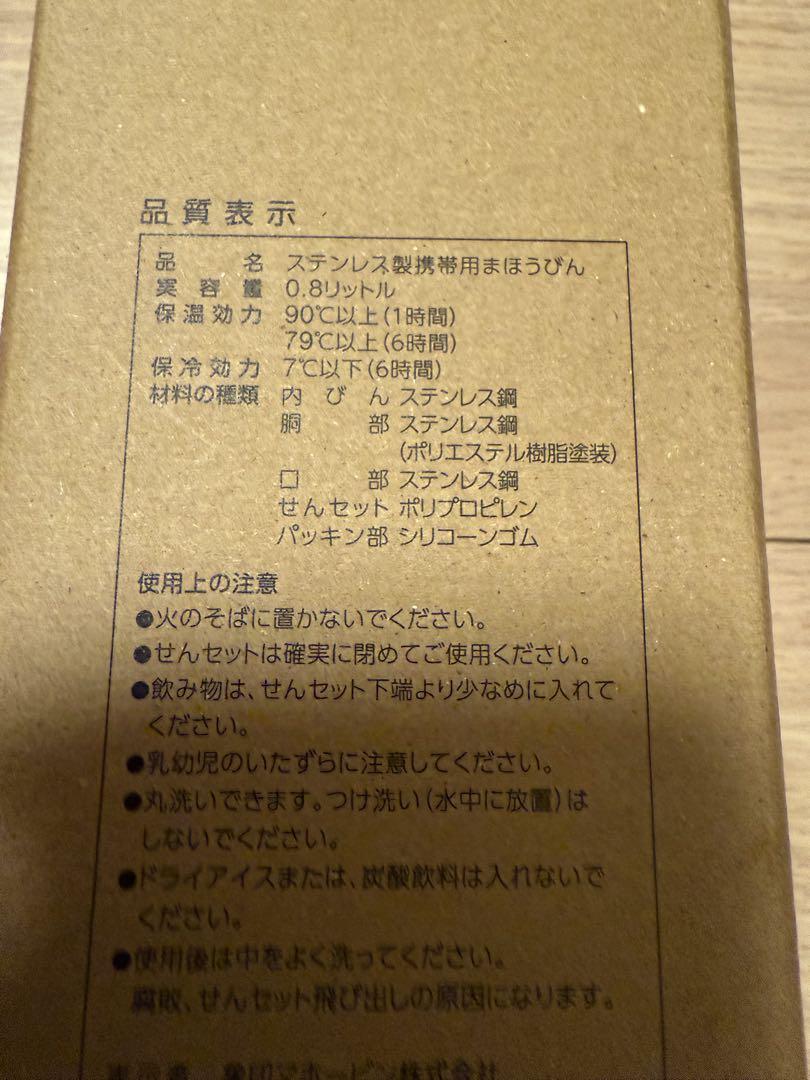 品質表示
品名 ステンレス製携帯用まほうびん
実容量 0.8リットル
保温効力 90℃以上(1時間)
79℃以上(6時間)
保冷効力 7℃以下(6時間)
材料の種類 内びん ステンレス鋼
胴部 ステンレス鋼
(ポリエステル樹脂塗装)
口部 ステンレス鋼
せんセット ポリプロピレン
パッキン部 シリコーンゴム
使用上の注意
●火のそばに置かないでください。
●せんセットは確実に閉めてご使用ください。
●飲み物は、せんセット下端より少なめに入れて
ください。
●乳幼児のいたずらに注意してください。
●丸洗いできます。つけ洗い(水中に放置)は
しないでください。
●ドライアイスまたは、炭酸飲料は入れないで
ください。
●使用後は中をよく洗ってください。
腐敗、せんセット飛び出しの原因になります。
表示者 象印マホービン株式会社